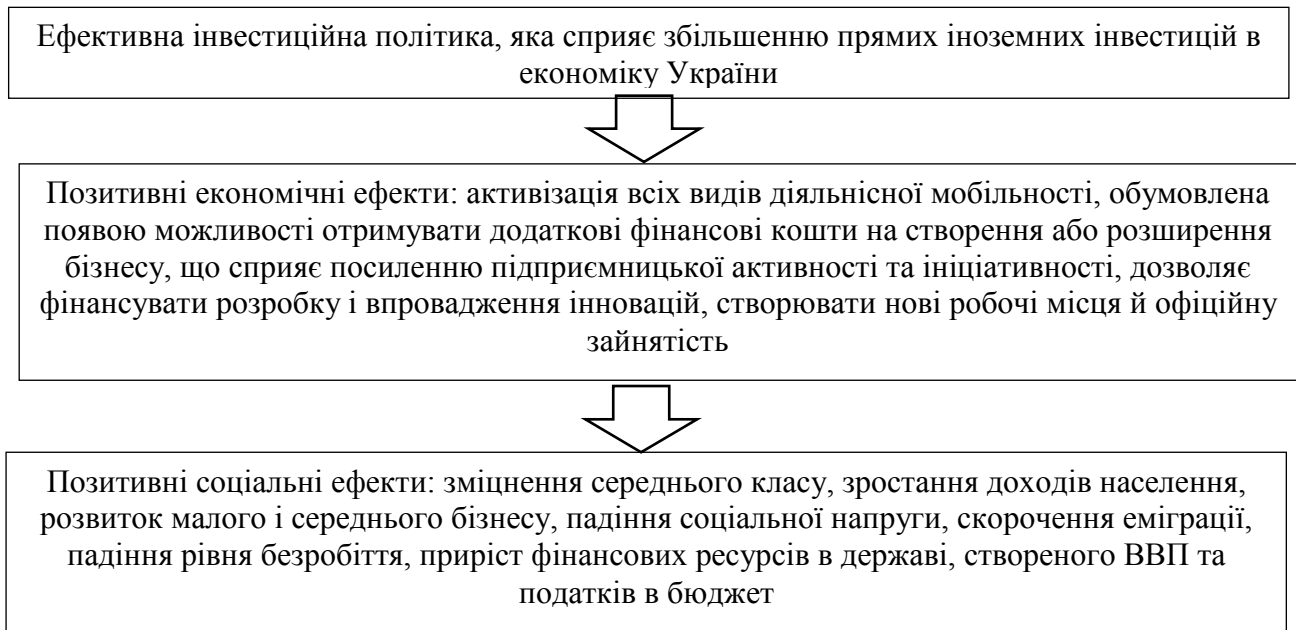 Ефективна інвестиційна політика, яка сприяє збільшенню прямих іноземних інвестицій в
економіку України
Позитивні економічні ефекти: активізація всіх видів діяльнісної мобільності, обумовлена
появою можливості отримувати додаткові фінансові кошти на створення або розширення
бізнесу, що сприяє посиленню підприємницької активності та ініціативності, дозволяє
фінансувати розробку і впровадження інновацій, створювати нові робочі місця й офіційну
зайнятість
Позитивні соціальні ефекти: зміцнення середнього класу, зростання доходів населення,
розвиток малого і середнього бізнесу, падіння соціальної напруги, скорочення еміграції,
падіння рівня безробіття, приріст фінансових ресурсів в державі, створеного ВВП та
податків в бюджет